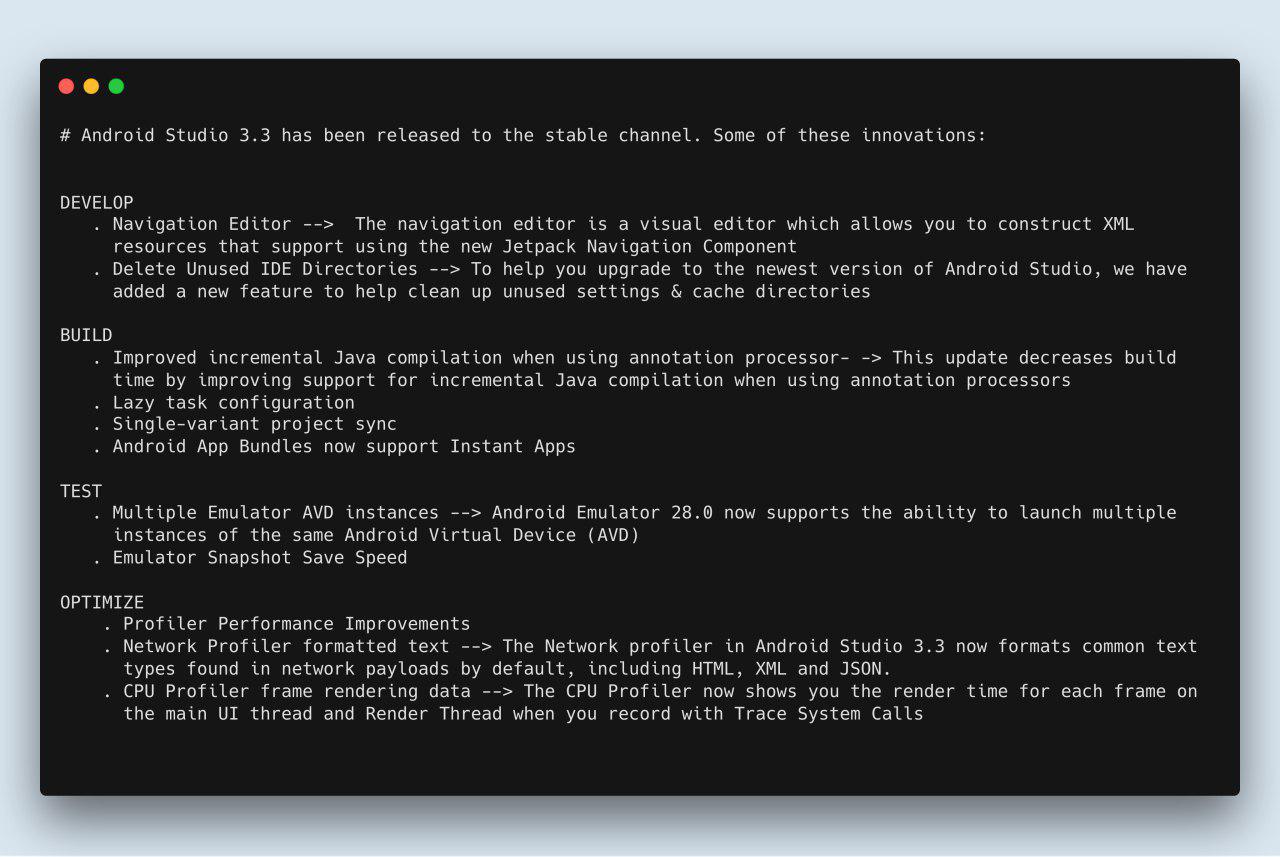 # Android Studio 3.3 has been released to the stable channel. Some of these innovations:
DEVELOP
. Navigation Editor --> The navigation editor is a visual editor which allows you to construct XML
resources that support using the new Jetpack Navigation Component
. Delete Unused IDE Directories --> To help you upgrade to the newest version of Android Studio, we have
added a new feature to help clean up unused settings & cache directories
BUILD
. Improved incremental Java compilation when using annotation processor- -> This update decreases build
time by improving support for incremental Java compilation when using annotation processors
. Lazy task configuration
. Single-variant project sync
. Android App Bundles now support Instant Apps
TEST
. Multiple Emulator AVD instances --> Android Emulator 28.0 now supports the ability to launch multiple
instances of the same Android Virtual Device (AVD)
. Emulator Snapshot Save Speed
OPTIMIZE
. Profiler Performance Improvements
. Network Profiler formatted text --> The Network profiler in Android Studio 3.3 now formats common text
types found in network payloads by default, including HTML, XML and JSON.
. CPU Profiler frame rendering data --> The CPU Profiler now shows you the render time for each frame on
the main UI thread and Render Thread when you record with Trace System Calls